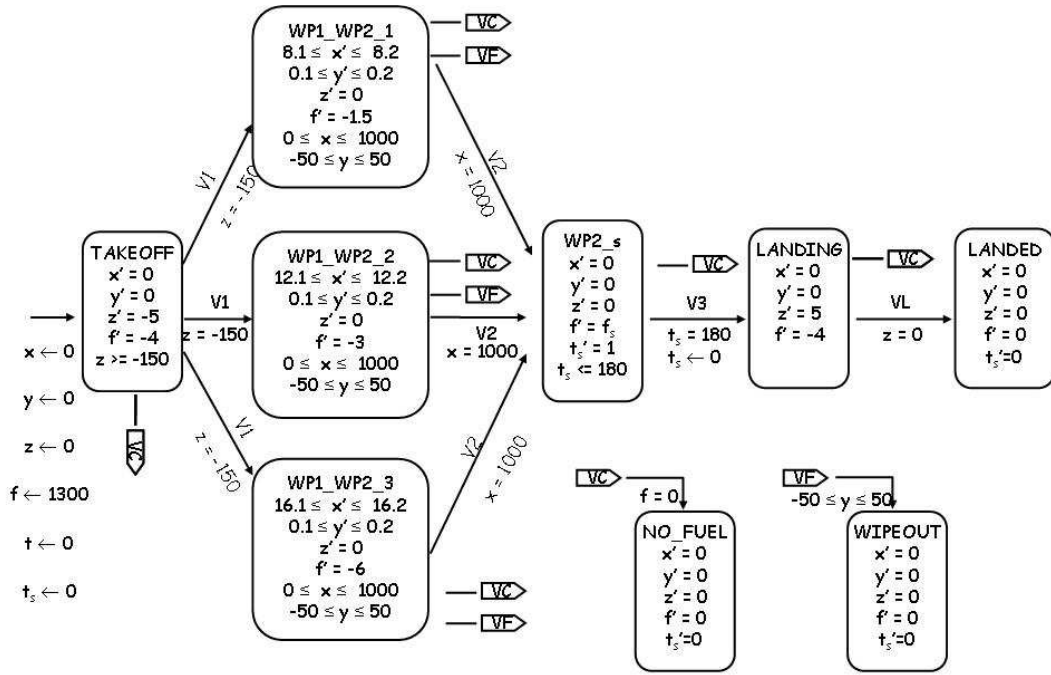 x ← 0
y ← 0
z ← 0
f ← 1300
t ← 0
tₛ ← 0
TAKEOFF
x' = 0
y' = 0
z' = -5
f' = -4
z >= -150
VC
V1
z = -150
V1
z = -150
V1
z = -150
WP1_WP2_1
8.1 ≤ x' ≤ 8.2
0.1 ≤ y' ≤ 0.2
z' = 0
f' = -1.5
0 ≤ x ≤ 1000
-50 ≤ y ≤ 50
VC
VF
V2
x = 1000
WP1_WP2_2
12.1 ≤ x' ≤ 12.2
0.1 ≤ y' ≤ 0.2
z' = 0
f' = -3
0 ≤ x ≤ 1000
-50 ≤ y ≤ 50
VC
VF
V2
x = 1000
WP1_WP2_3
16.1 ≤ x' ≤ 16.2
0.1 ≤ y' ≤ 0.2
z' = 0
f' = -6
0 ≤ x ≤ 1000
-50 ≤ y ≤ 50
VC
VF
V2
x = 1000
WP2_s
x' = 0
y' = 0
z' = 0
f' = fₛ
tₛ' = 1
tₛ <= 180
VC
V3
tₛ = 180
tₛ ← 0
LANDING
x' = 0
y' = 0
z' = 5
f' = -4
VC
VL
z = 0
LANDED
x' = 0
y' = 0
z' = 0
f' = 0
tₛ'=0
VC
f = 0
NO_FUEL
x' = 0
y' = 0
z' = 0
f' = 0
tₛ'=0
VF
-50 ≤ y ≤ 50
WIPEOUT
x' = 0
y' = 0
z' = 0
f' = 0
tₛ'=0